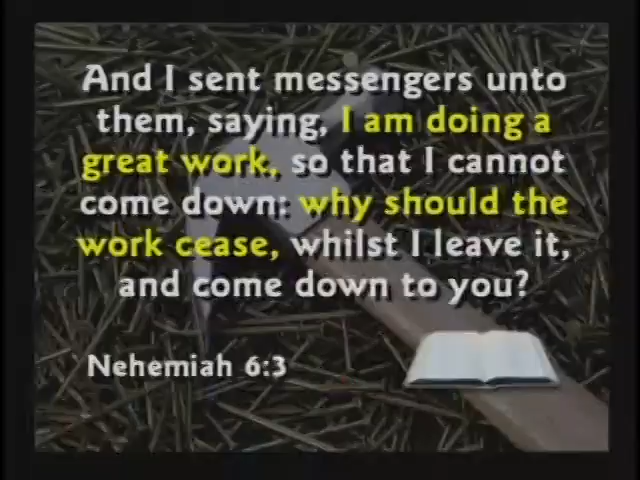 And I sent messengers unto
them, saying, I am doing a
great work, so that I cannot
come down: why should the
work cease, whilst I leave it,
and come down to you?
Nehemiah 6:3